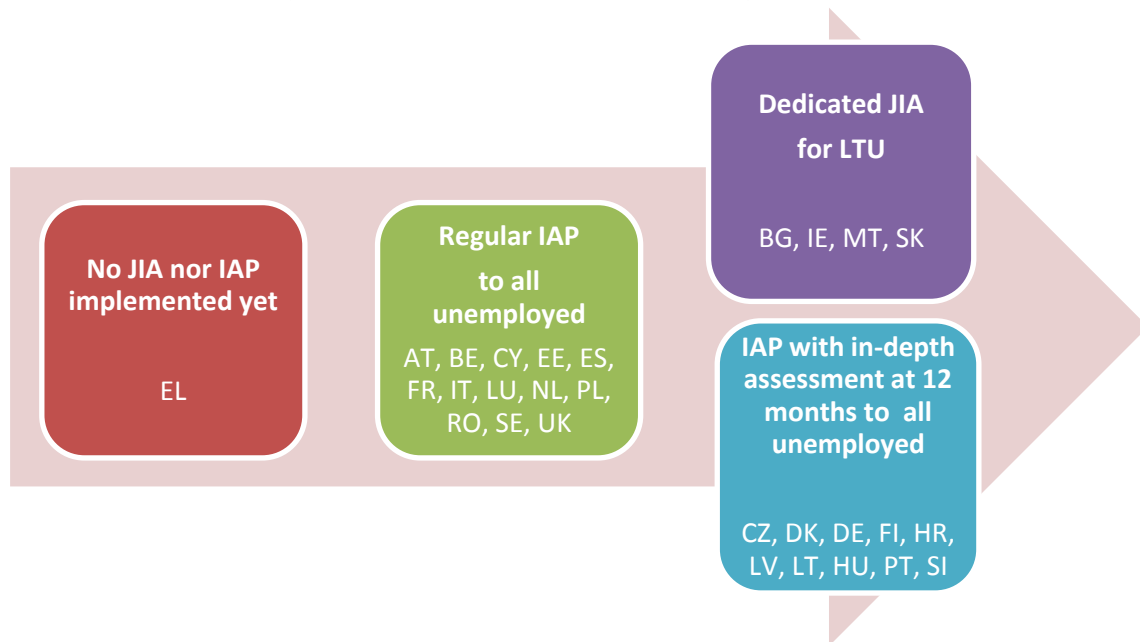 No JIA nor IAP
implemented yet
EL
Regular IAP
to all
unemployed
AT, BE, CY, EE, ES,
FR, IT, LU, NL, PL,
RO, SE, UK
Dedicated JIA
for LTU
BG, IE, MT, SK
IAP with in-depth
assessment at 12
months to  all
unemployed
CZ, DK, DE, FI, HR,
LV, LT, HU, PT, SI